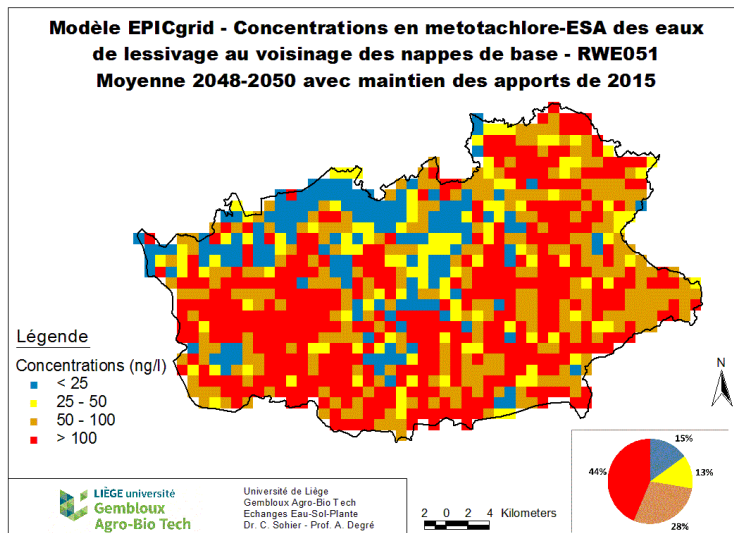 Modèle EPICgrid - Concentrations en metotachlore-ESA des eaux
de lessivage au voisinage des nappes de base - RWE051
Moyenne 2048-2050 avec maintien des apports de 2015
Légende
Concentrations (ng/l)
< 25
25 - 50
50 - 100
> 100
N
15%
13%
28%
44%
LIÈGE université
Gembloux
Agro-Bio Tech
Université de Liège
Gembloux Agro-Bio Tech
Echanges Eau-Sol-Plante
Dr. C. Sohier - Prof. A. Degré
2 0 2 4 Kilometers